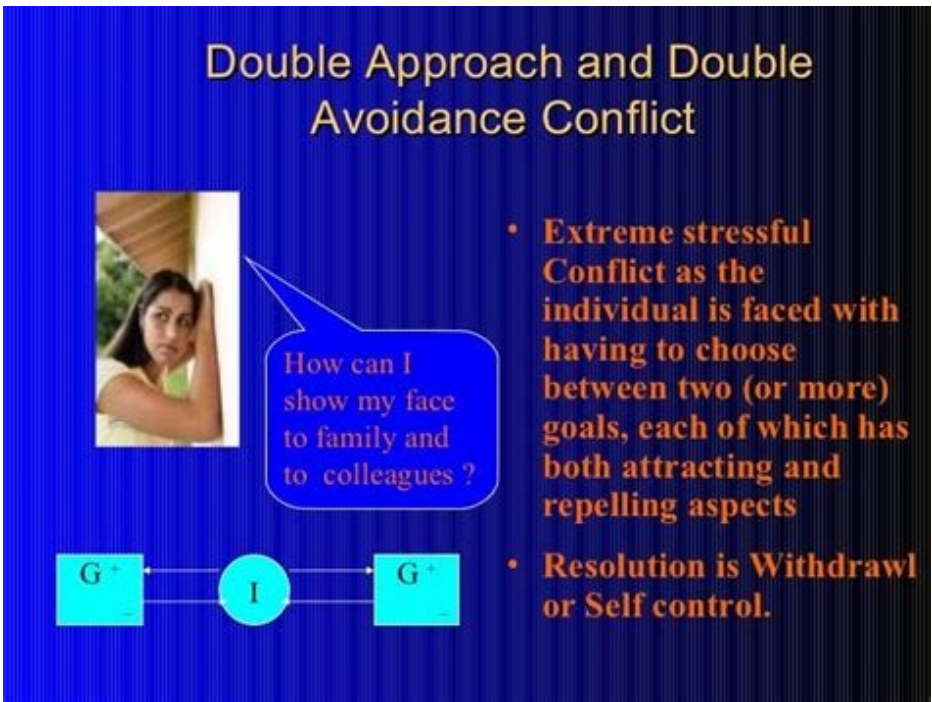 Double Approach and Double
Avoidance Conflict
How can I
show my face
to family and
to colleagues ?
• Extreme stressful
Conflict as the
individual is faced with
having to choose
between two (or more)
goals, each of which has
both attracting and
repelling aspects
• Resolution is Withdrawl
or Self control.
G + I G +
− −